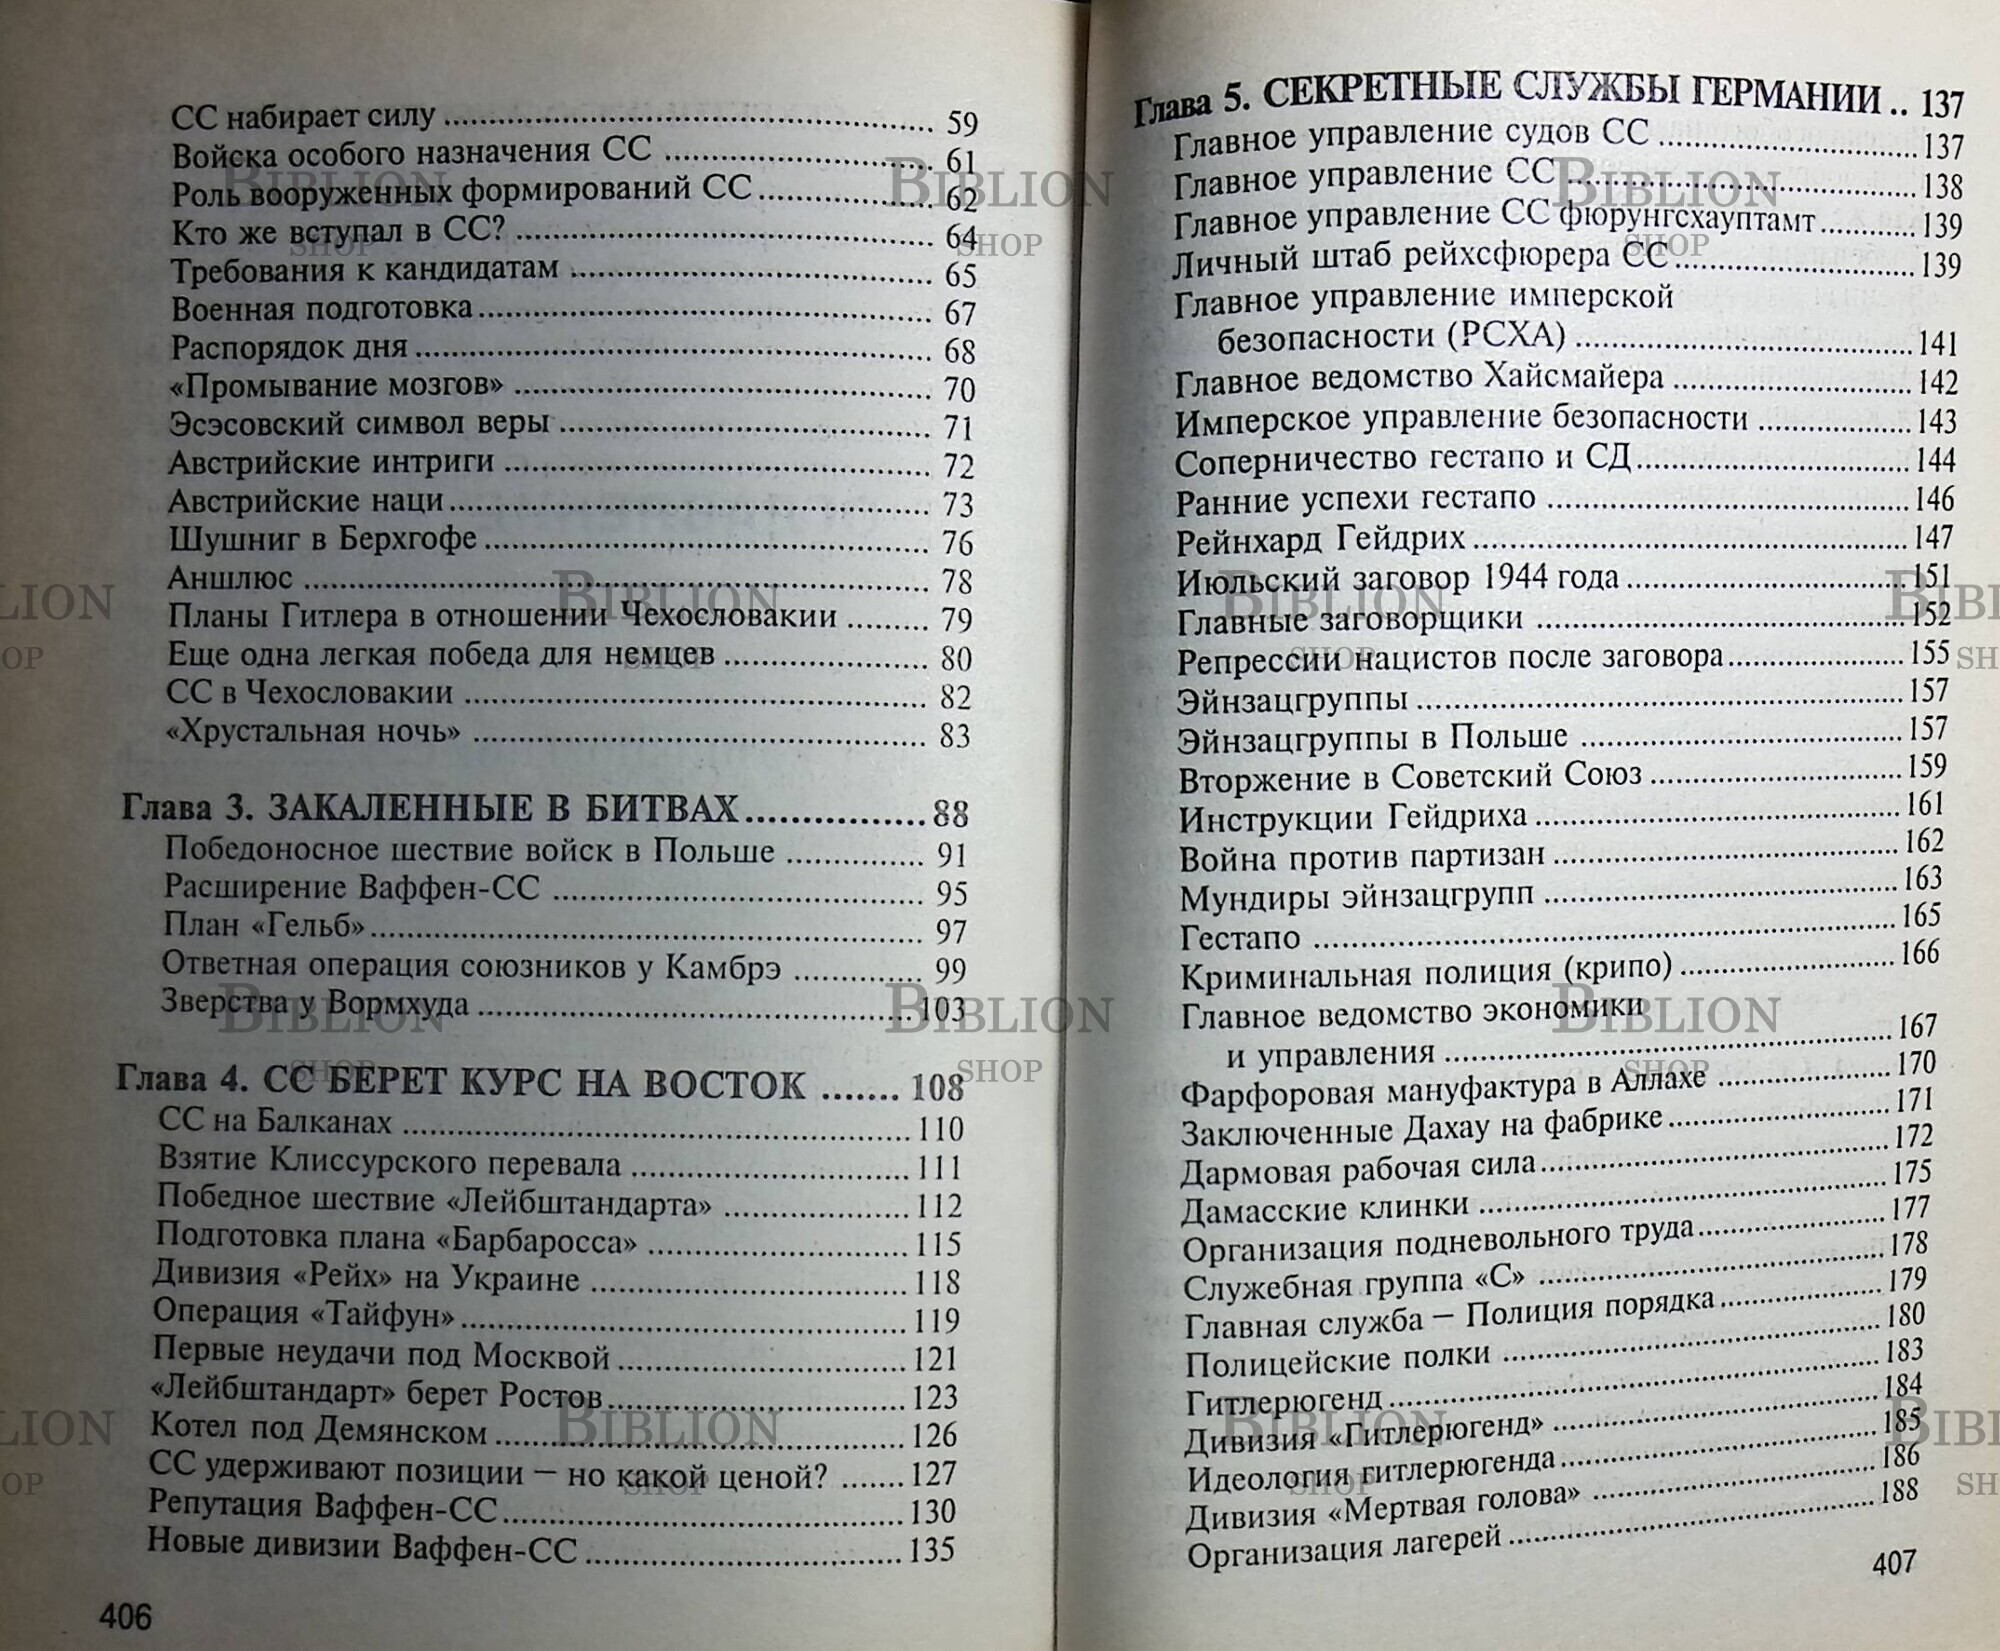 СС набирает силу ........ 59
Войска особого назначения СС ........ 61
Роль вооруженных формирований СС ........ 62
Кто же вступал в СС? ........ 64
Требования к кандидатам ........ 65
Военная подготовка ........ 67
Распорядок дня ........ 68
«Промывание мозгов» ........ 70
Эсэсовский символ веры ........ 71
Австрийские интриги ........ 72
Австрийские наци ........ 73
Шушниг в Берхгофе ........ 76
Аншлюс ........ 78
Планы Гитлера в отношении Чехословакии ........ 79
Еще одна легкая победа для немцев ........ 80
СС в Чехословакии ........ 82
«Хрустальная ночь» ........ 83
Глава 3. ЗАКАЛЕННЫЕ В БИТВАХ ........ 88
Победоносное шествие войск в Польше ........ 91
Расширение Ваффен-СС ........ 95
План «Гельб» ........ 97
Ответная операция союзников у Камбрэ ........ 99
Зверства у Вормхуда ........ 103
Глава 4. СС БЕРЕТ КУРС НА ВОСТОК ........ 108
СС на Балканах ........ 110
Взятие Клиссурского перевала ........ 111
Победное шествие «Лейбштандарта» ........ 112
Подготовка плана «Барбаросса» ........ 115
Дивизия «Рейх» на Украине ........ 118
Операция «Тайфун» ........ 119
Первые неудачи под Москвой ........ 121
«Лейбштандарт» берет Ростов ........ 123
Котел под Демянском ........ 126
СС удерживают позиции — но какой ценой? ........ 127
Репутация Ваффен-СС ........ 130
Новые дивизии Ваффен-СС ........ 135
406
Глава 5. СЕКРЕТНЫЕ СЛУЖБЫ ГЕРМАНИИ .. 137
Главное управление судов СС ........ 137
Главное управление СС ........ 138
Главное управление СС фюрунгсхауптамт ........ 139
Личный штаб рейхсфюрера СС ........ 139
Главное управление имперской
безопасности (РСХА) ........ 141
Главное ведомство Хайсмайера ........ 142
Имперское управление безопасности ........ 143
Соперничество гестапо и СД ........ 144
Ранние успехи гестапо ........ 146
Рейнхард Гейдрих ........ 147
Июльский заговор 1944 года ........ 151
Главные заговорщики ........ 152
Репрессии нацистов после заговора ........ 155
Эйнзацгруппы ........ 157
Эйнзацгруппы в Польше ........ 157
Вторжение в Советский Союз ........ 159
Инструкции Гейдриха ........ 161
Война против партизан ........ 162
Мундиры эйнзацгрупп ........ 163
Гестапо ........ 165
Криминальная полиция (крипо) ........ 166
Главное ведомство экономики
и управления ........ 167
Фарфоровая мануфактура в Аллахе ........ 170
Заключенные Дахау на фабрике ........ 171
Дармовая рабочая сила ........ 172
Дамасские клинки ........ 175
Организация подневольного труда ........ 177
Служебная группа «С» ........ 178
Главная служба — Полиция порядка ........ 179
Полицейские полки ........ 180
Гитлерюгенд ........ 183
Дивизия «Гитлерюгенд» ........ 184
Идеология гитлерюгенда ........ 185
Дивизия «Мертвая голова» ........ 186
Организация лагерей ........ 188
407
BIBLION
SHOP